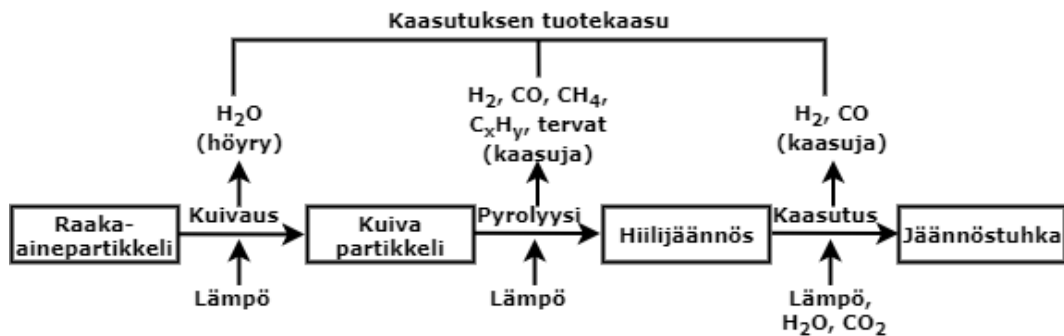 Kaasutuksen tuotekaasu
H₂O
(höyry)
H₂, CO, CH₄,
CₓHᵧ, tervat
(kaasuja)
H₂, CO
(kaasuja)
Raaka-
ainepartikkeli
Kuivaus
Kuiva
partikkeli
Pyrolyysi
Hiilijäännös
Kaasutus
Jäännöstuhka
Lämpö
Lämpö
Lämpö,
H₂O, CO₂